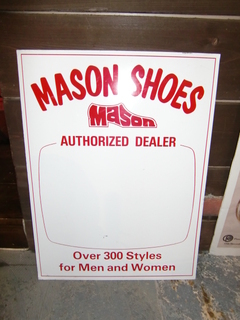 MASON SHOES
Mason
AUTHORIZED DEALER
Over 300 Styles
for Men and Women